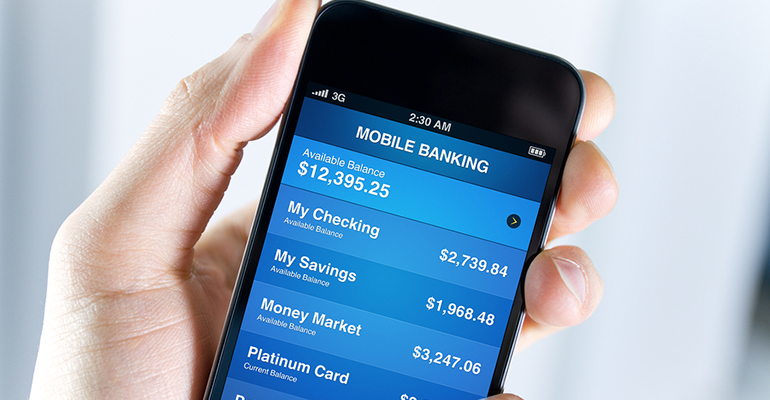 3G
2:30 AM
MOBILE BANKING
Available Balance
$12,395.25
My Checking
Available Balance
$2,739.84
My Savings
Available Balance
$1,968.48
Money Market
Available Balance
$3,247.06
Platinum Card
Current Balance